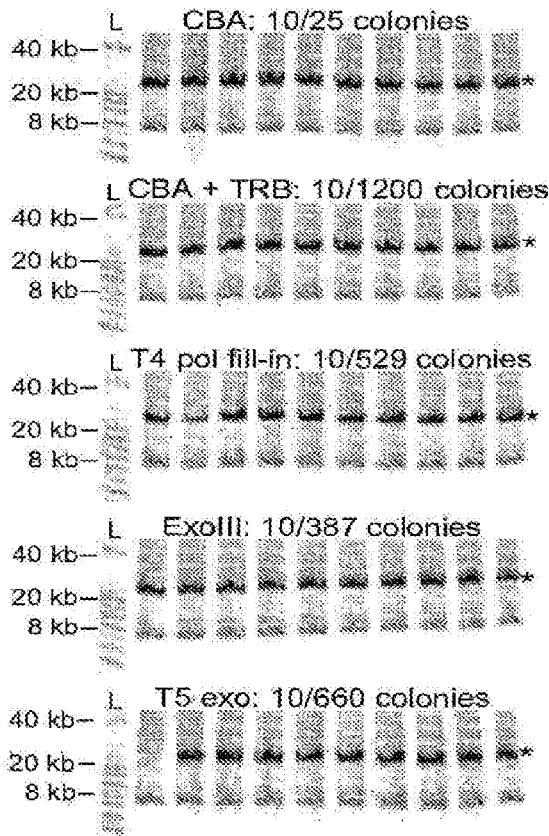 CBA: 10/25 colonies
L
40 kb–
20 kb–
8 kb–
*
CBA + TRB: 10/1200 colonies
L
40 kb–
20 kb–
8 kb–
*
T4 pol fill-in: 10/529 colonies
L
40 kb–
20 kb–
8 kb–
*
ExoIII: 10/387 colonies
L
40 kb–
20 kb–
8 kb–
*
T5 exo: 10/660 colonies
L
40 kb–
20 kb–
8 kb–
*